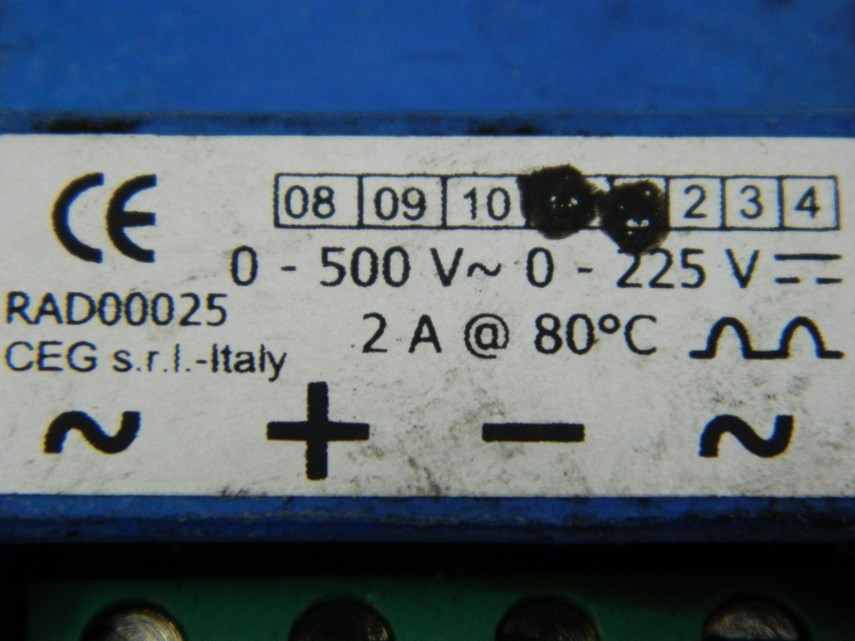 CE 08 09 10 2 3 4
0 - 500 V~ 0 - 225 V ⎓
RAD00025 2 A @ 80°C
CEG s.r.l.-Italy
~ + - ~